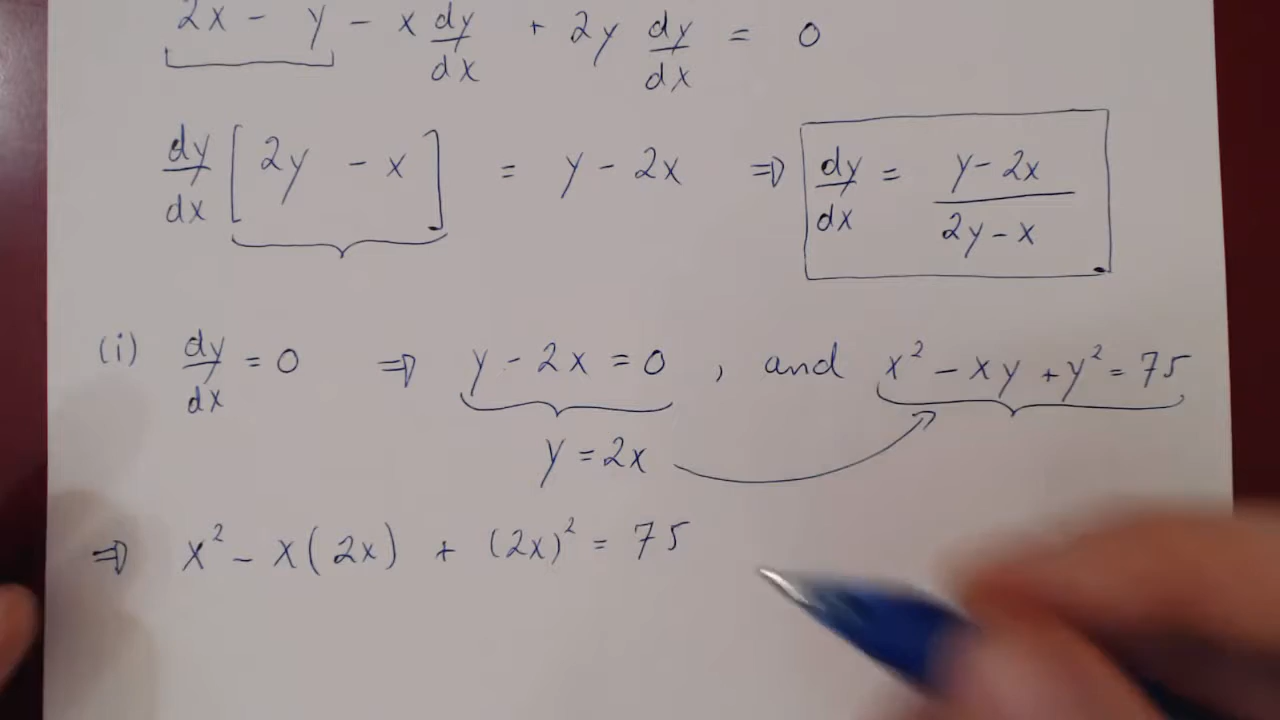 2x - y - x dy/dx + 2y dy/dx = 0
dy/dx [2y - x] = y - 2x ⇒ dy/dx = (y - 2x)/(2y - x)
(i) dy/dx = 0 ⇒ y - 2x = 0 , and x² - xy + y² = 75
y = 2x
⇒ x² - x(2x) + (2x)² = 75